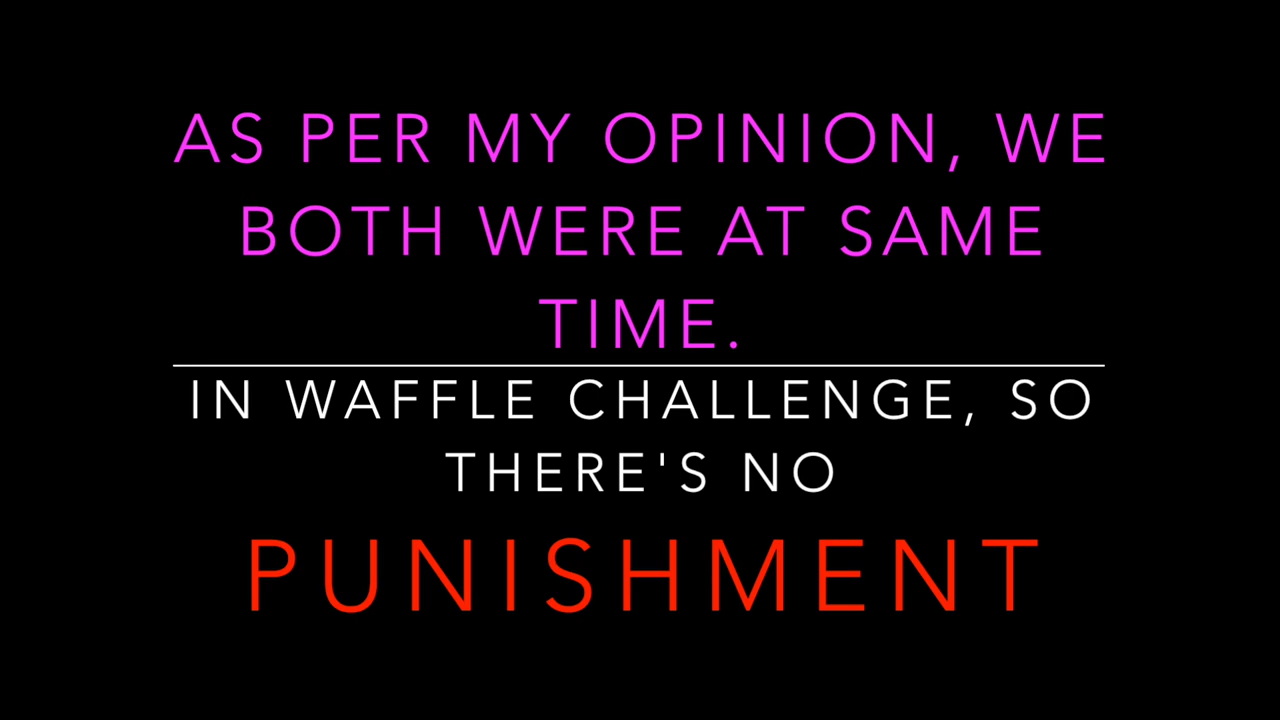 AS PER MY OPINION, WE
BOTH WERE AT SAME
TIME.
IN WAFFLE CHALLENGE, SO
THERE'S NO
PUNISHMENT